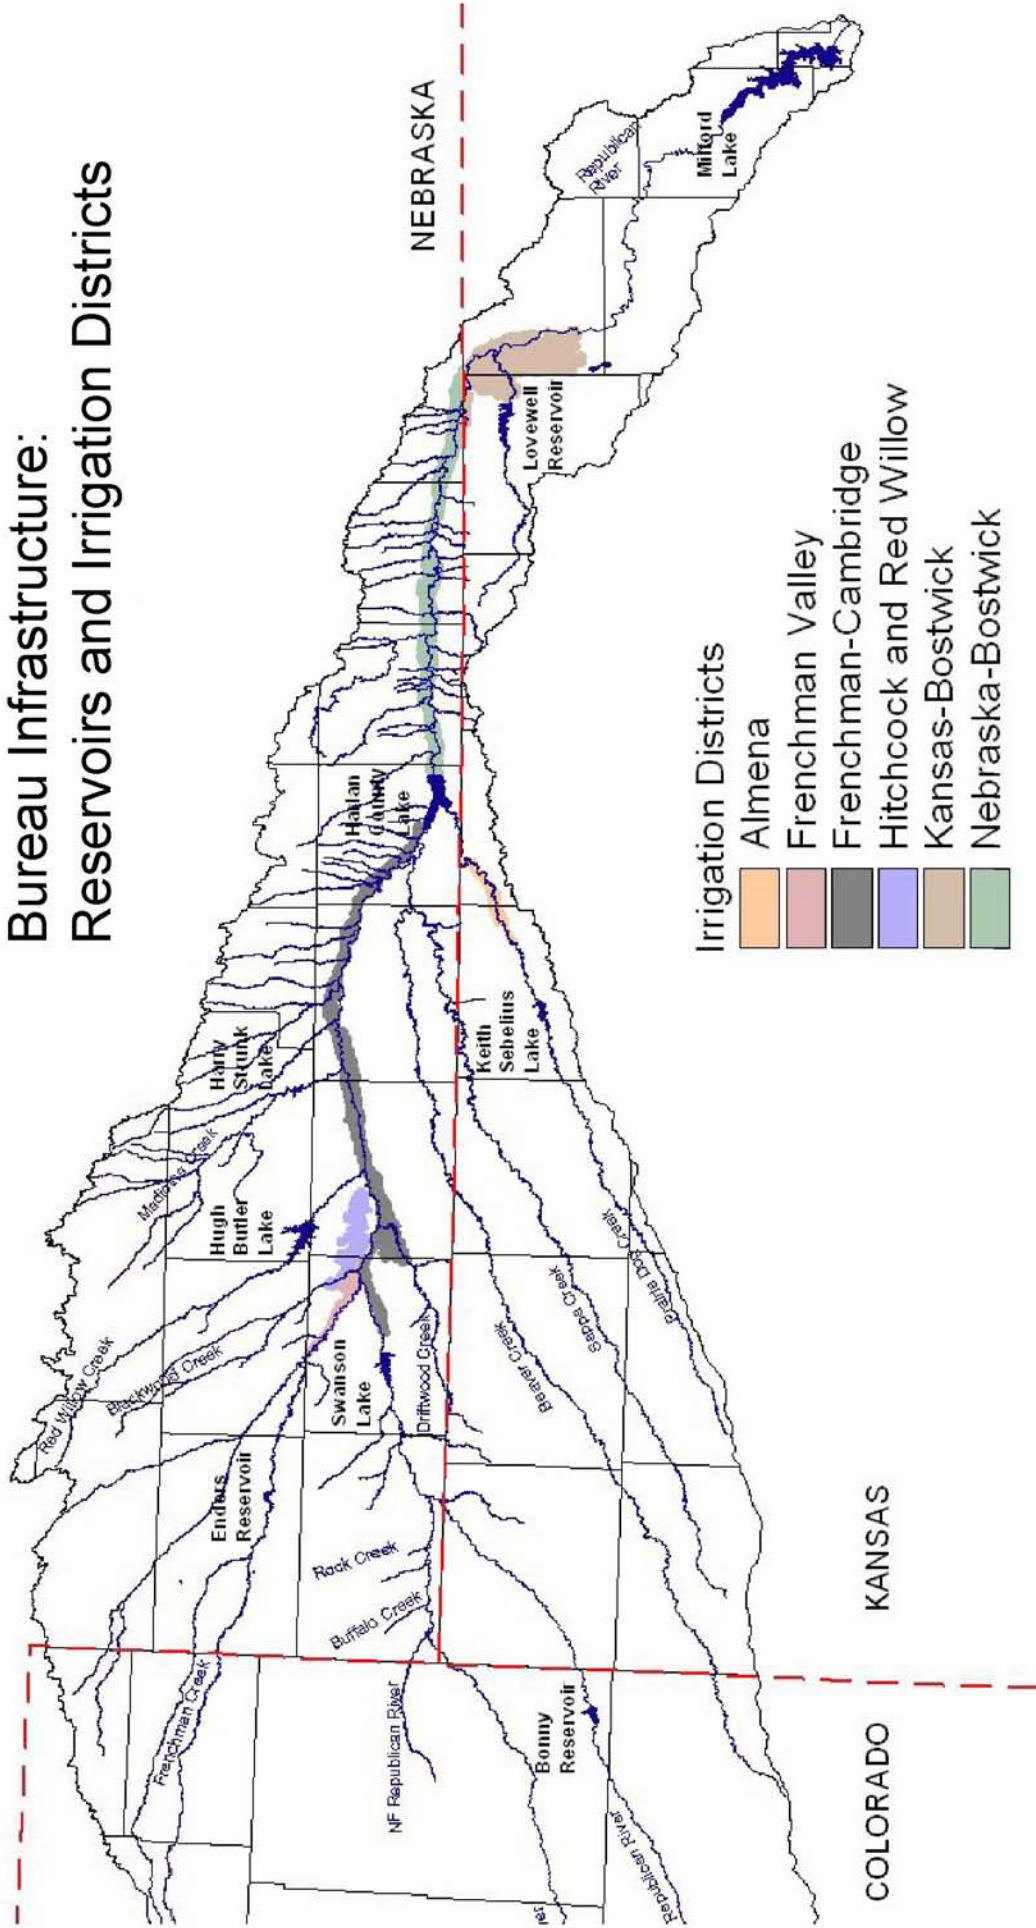 Bureau Infrastructure:
Reservoirs and Irrigation Districts
NEBRASKA
Republican
River
Milford
Lake
Lovewell
Reservoir
Harlan
County
Lake
Harry
Strunk
Lake
Keith
Sebelius
Lake
Medicine Creek
Hugh
Butler
Lake
Red Willow Creek
Blackwood Creek
Swanson
Lake
Driftwood Creek
Beaver Creek
Sappa Creek
Prairie Dog Creek
Enders
Reservoir
Rock Creek
Buffalo Creek
Frenchman Creek
NF Republican River
Bonny
Reservoir
Republican River
KANSAS
COLORADO
Irrigation Districts
Almena
Frenchman Valley
Frenchman-Cambridge
Hitchcock and Red Willow
Kansas-Bostwick
Nebraska-Bostwick